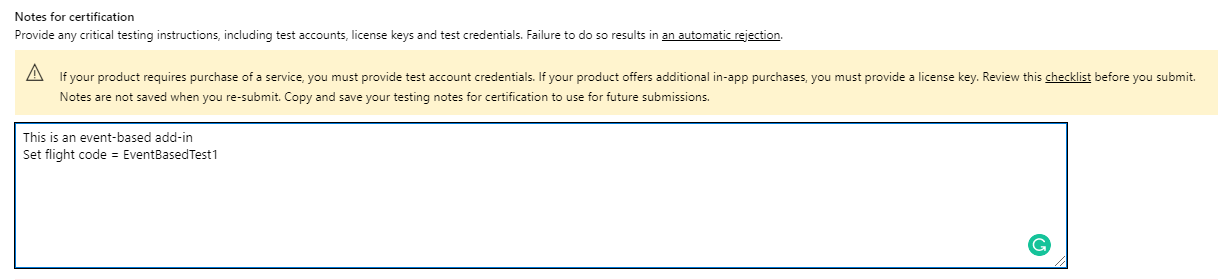 Notes for certification
Provide any critical testing instructions, including test accounts, license keys and test credentials. Failure to do so results in an automatic rejection.
If your product requires purchase of a service, you must provide test account credentials. If your product offers additional in-app purchases, you must provide a license key. Review this checklist before you submit.
Notes are not saved when you re-submit. Copy and save your testing notes for certification to use for future submissions.
This is an event-based add-in
Set flight code = EventBasedTest1